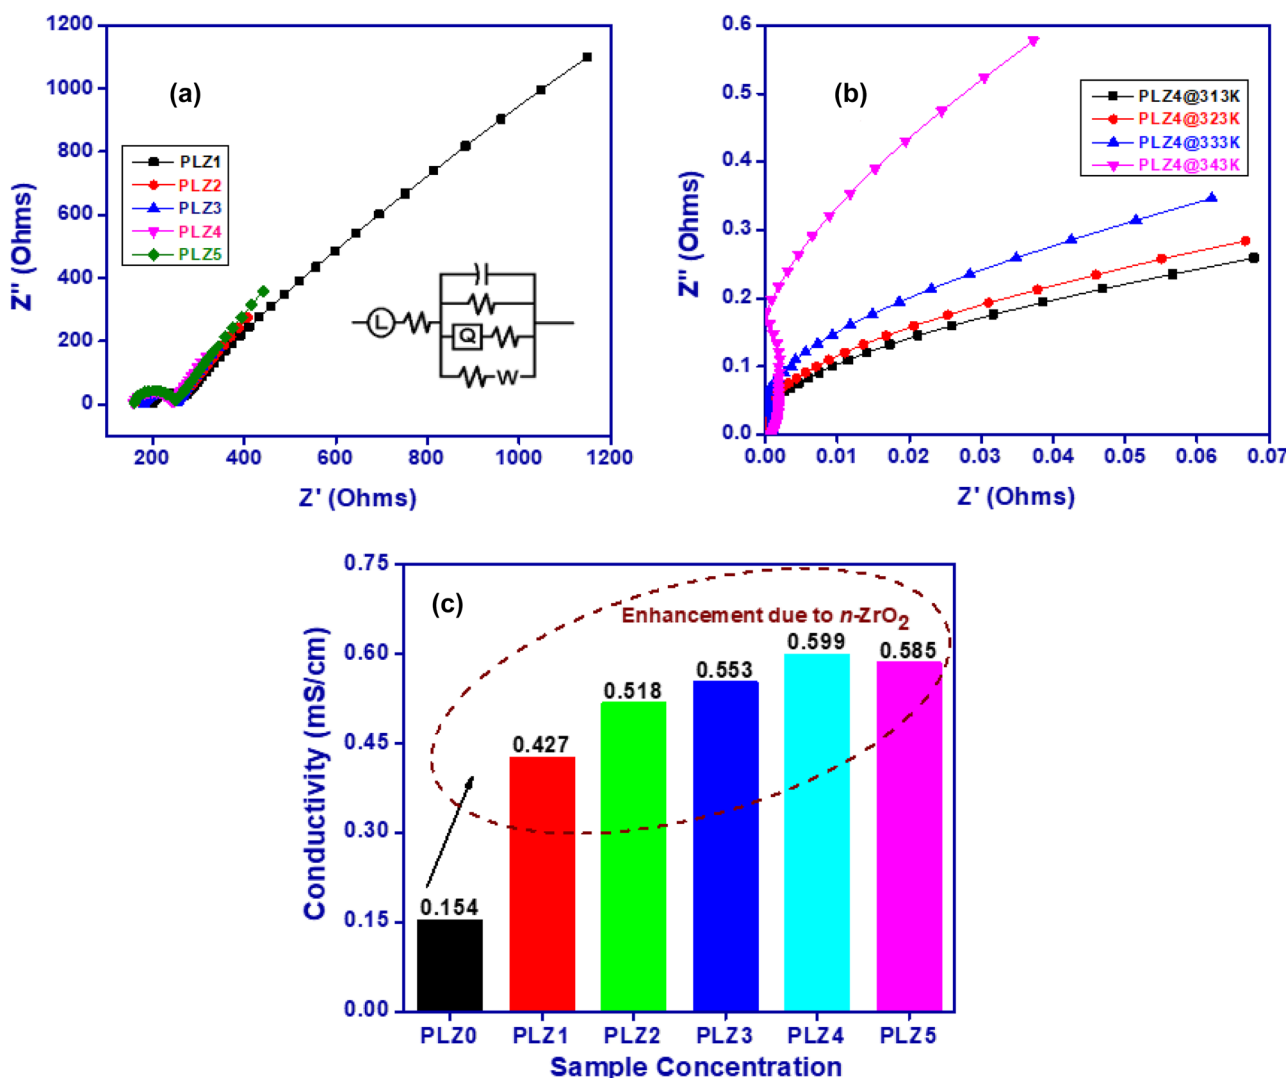 (a)
1200
1000
800
600
400
200
0
Z" (Ohms)
PLZ1
PLZ2
PLZ3
PLZ4
PLZ5
L
Q
W
200 400 600 800 1000 1200
Z' (Ohms)
(b)
0.6
0.5
0.4
0.3
0.2
0.1
0.0
Z" (Ohms)
PLZ4@313K
PLZ4@323K
PLZ4@333K
PLZ4@343K
0.00 0.01 0.02 0.03 0.04 0.05 0.06 0.07
Z' (Ohms)
(c)
0.75
0.60
0.45
0.30
0.15
0.00
Conductivity (mS/cm)
Enhancement due to n-ZrO2
0.154
0.427
0.518
0.553
0.599
0.585
PLZ0 PLZ1 PLZ2 PLZ3 PLZ4 PLZ5
Sample Concentration